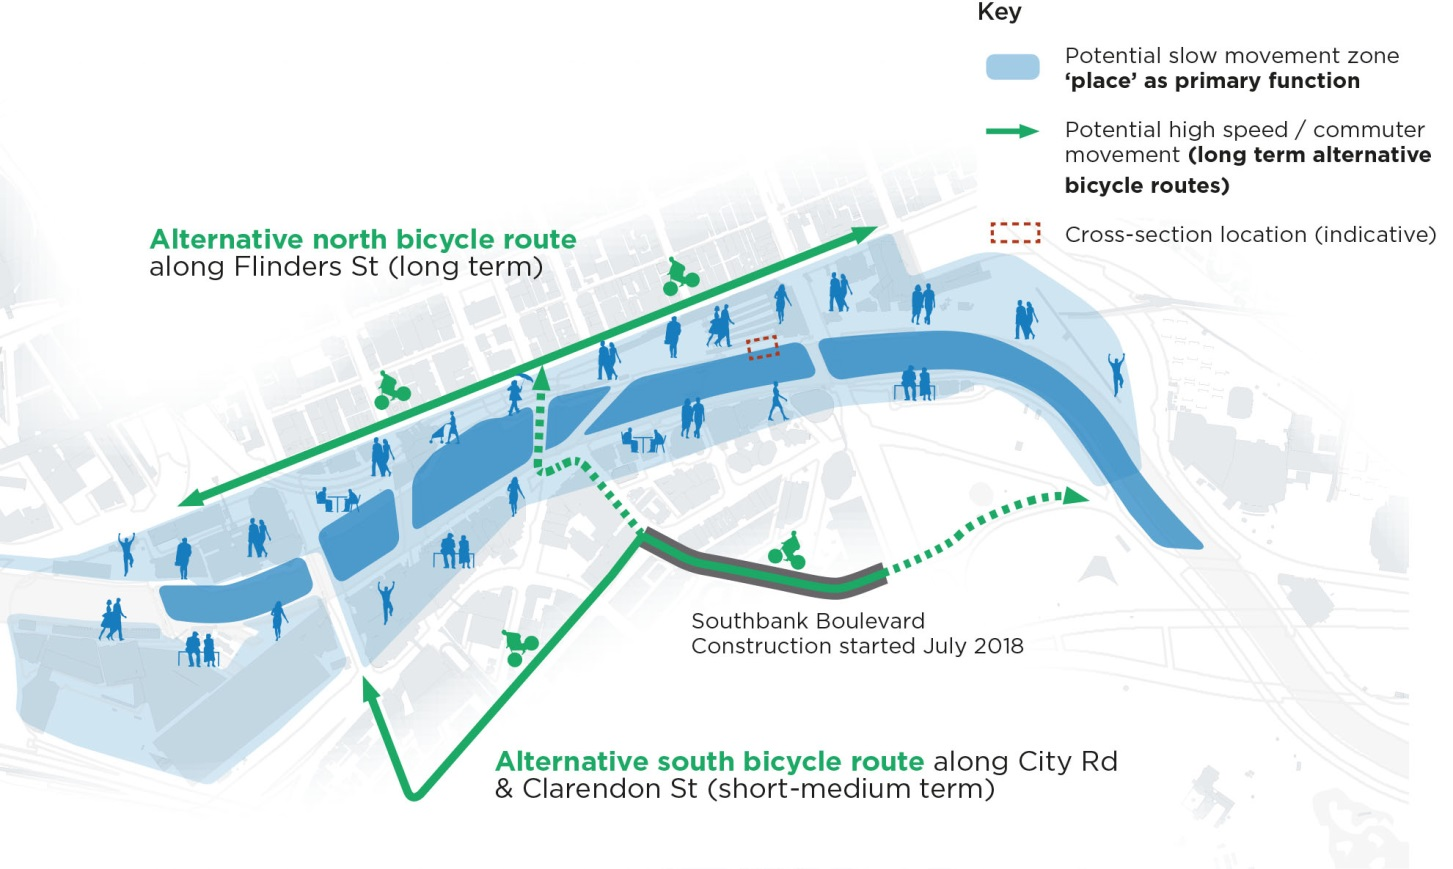 Key
Potential slow movement zone
‘place’ as primary function
Potential high speed / commuter
movement (long term alternative
bicycle routes)
Cross-section location (indicative)
Alternative north bicycle route
along Flinders St (long term)
Southbank Boulevard
Construction started July 2018
Alternative south bicycle route along City Rd
& Clarendon St (short-medium term)